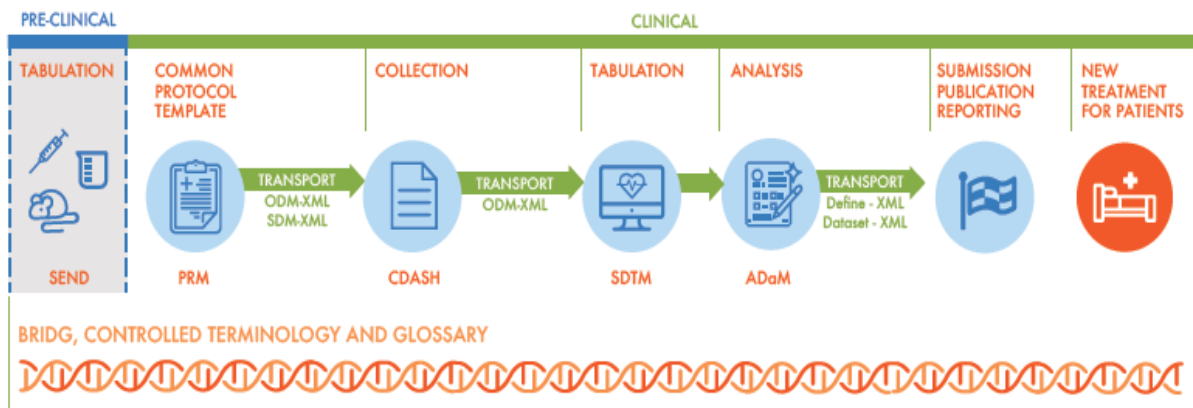 PRE-CLINICAL
CLINICAL
TABULATION
COMMON
PROTOCOL
TEMPLATE
COLLECTION
TABULATION
ANALYSIS
SUBMISSION
PUBLICATION
REPORTING
NEW
TREATMENT
FOR PATIENTS
TRANSPORT
ODM-XML
SDM-XML
TRANSPORT
ODM-XML
TRANSPORT
Define - XML
Dataset - XML
SEND
PRM
CDASH
SDTM
ADaM
BRIDG, CONTROLLED TERMINOLOGY AND GLOSSARY